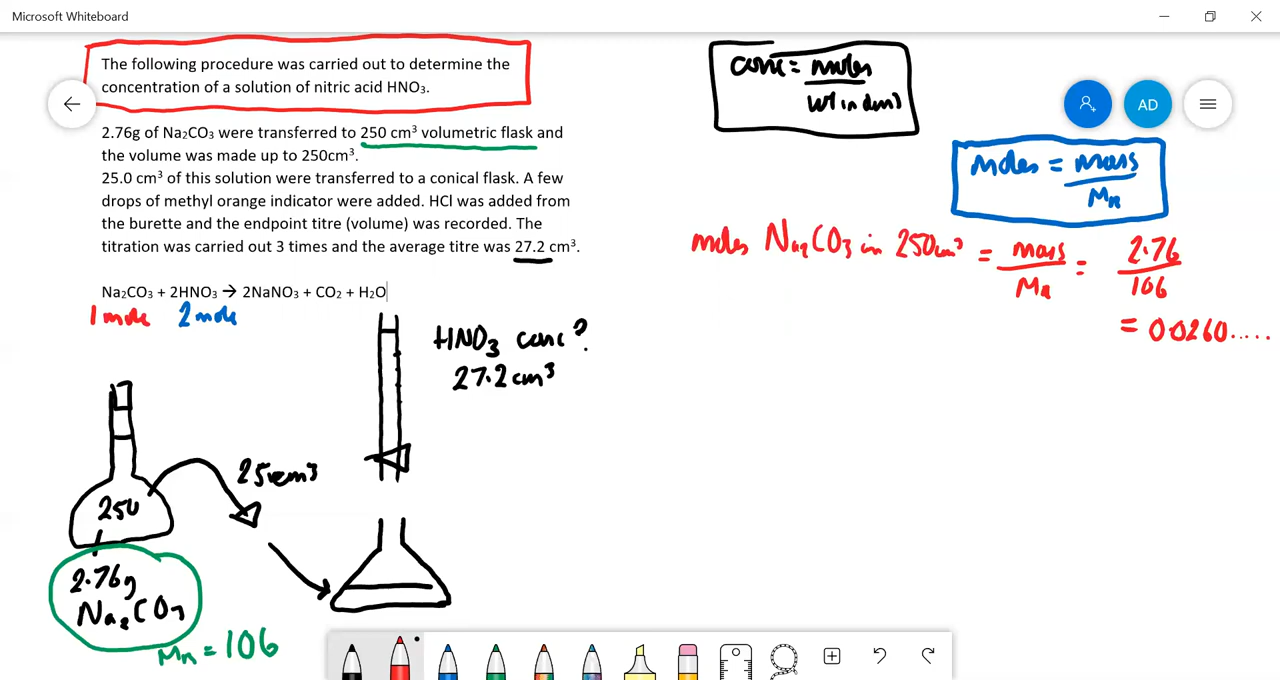 Microsoft Whiteboard
The following procedure was carried out to determine the
concentration of a solution of nitric acid HNO₃.
2.76g of Na₂CO₃ were transferred to 250 cm³ volumetric flask and
the volume was made up to 250cm³.
25.0 cm³ of this solution were transferred to a conical flask. A few
drops of methyl orange indicator were added. HCl was added from
the burette and the endpoint titre (volume) was recorded. The
titration was carried out 3 times and the average titre was 27.2 cm³.
Na₂CO₃ + 2HNO₃ → 2NaNO₃ + CO₂ + H₂O
1 mole 2 mole
HNO₃ conc?
27.2 cm³
25cm³
250
2.76g
Na₂CO₃
Mr = 106
conc = moles
(in dm³)
AD
moles = mass
Mr
moles Na₂CO₃ in 250cm³ = mass = 2.76
Mr 106
= 0.0260.....